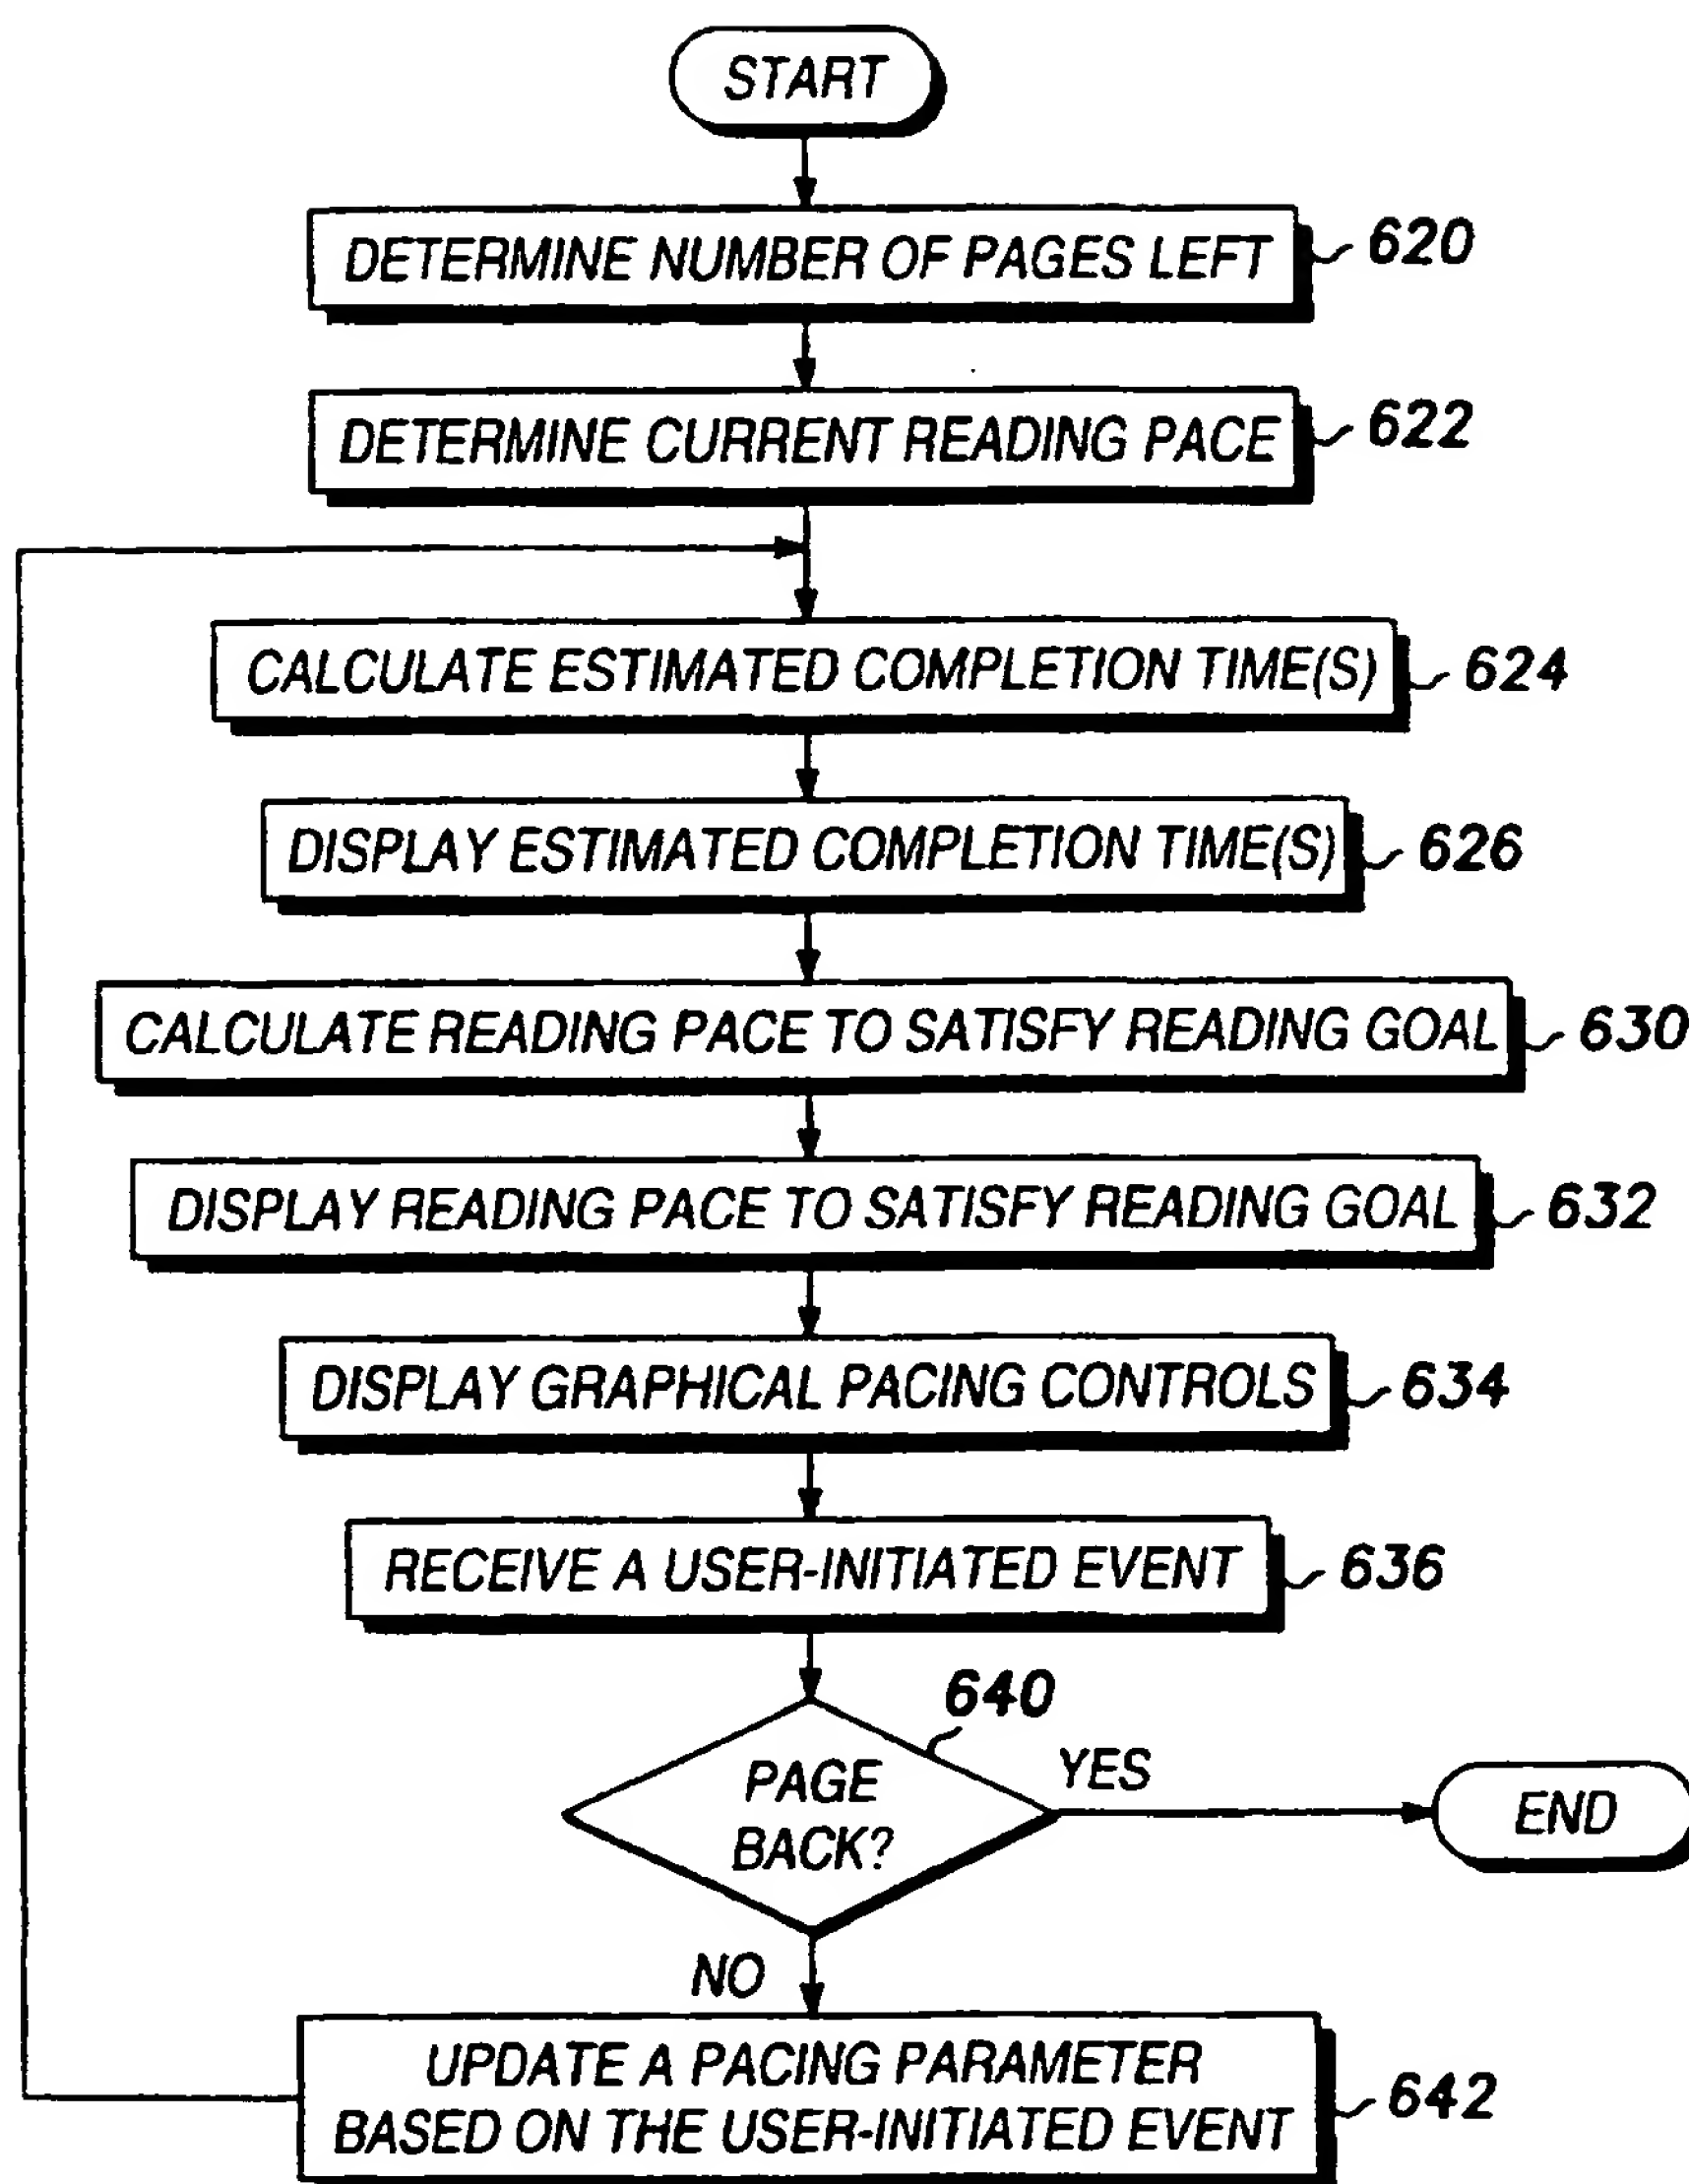 START
DETERMINE NUMBER OF PAGES LEFT 620
DETERMINE CURRENT READING PACE 622
CALCULATE ESTIMATED COMPLETION TIME(S) 624
DISPLAY ESTIMATED COMPLETION TIME(S) 626
CALCULATE READING PACE TO SATISFY READING GOAL 630
DISPLAY READING PACE TO SATISFY READING GOAL 632
DISPLAY GRAPHICAL PACING CONTROLS 634
RECEIVE A USER-INITIATED EVENT 636
640
PAGE
BACK?
YES
END
NO
UPDATE A PACING PARAMETER
BASED ON THE USER-INITIATED EVENT 642